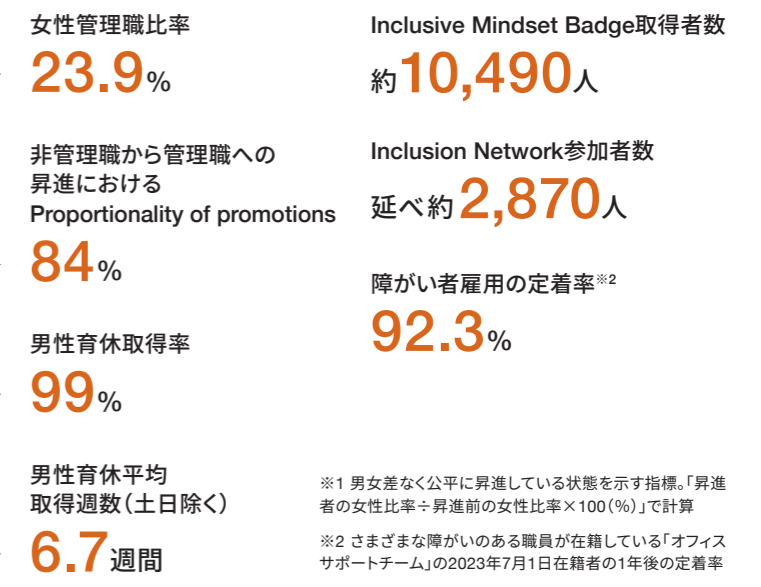 女性管理職比率
23.9%
非管理職から管理職への
昇進における
Proportionality of promotions
84%
男性育休取得率
99%
男性育休平均
取得週数（土日除く）
6.7週間
Inclusive Mindset Badge取得者数
約10,490人
Inclusion Network参加者数
延べ約2,870人
障がい者雇用の定着率※2
92.3%
※1 男女差なく公平に昇進している状態を示す指標。「昇進
者の女性比率÷昇進前の女性比率×100（%）」で計算
※2 さまざまな障がいのある職員が在籍している「オフィス
サポートチーム」の2023年7月1日在籍者の1年後の定着率